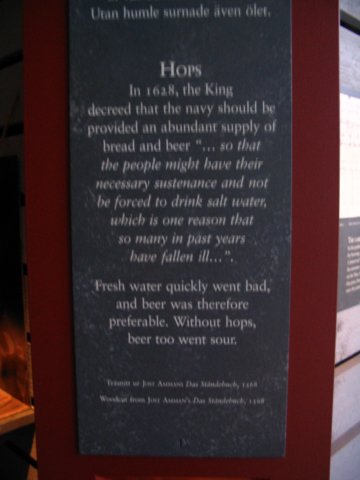 Utan humle surnade även ölet.
HOPS
In 1628, the King
decreed that the navy should be
provided an abundant supply of
bread and beer "... so that
the people might have their
necessary sustenance and not
be forced to drink salt water,
which is one reason that
so many in past years
have fallen ill...".
Fresh water quickly went bad,
and beer was therefore
preferable. Without hops,
beer too went sour.
Träsnitt ur JOST AMMANS Das Ständebuch, 1568
Woodcut from JOST AMMAN'S Das Ständebuch, 1568